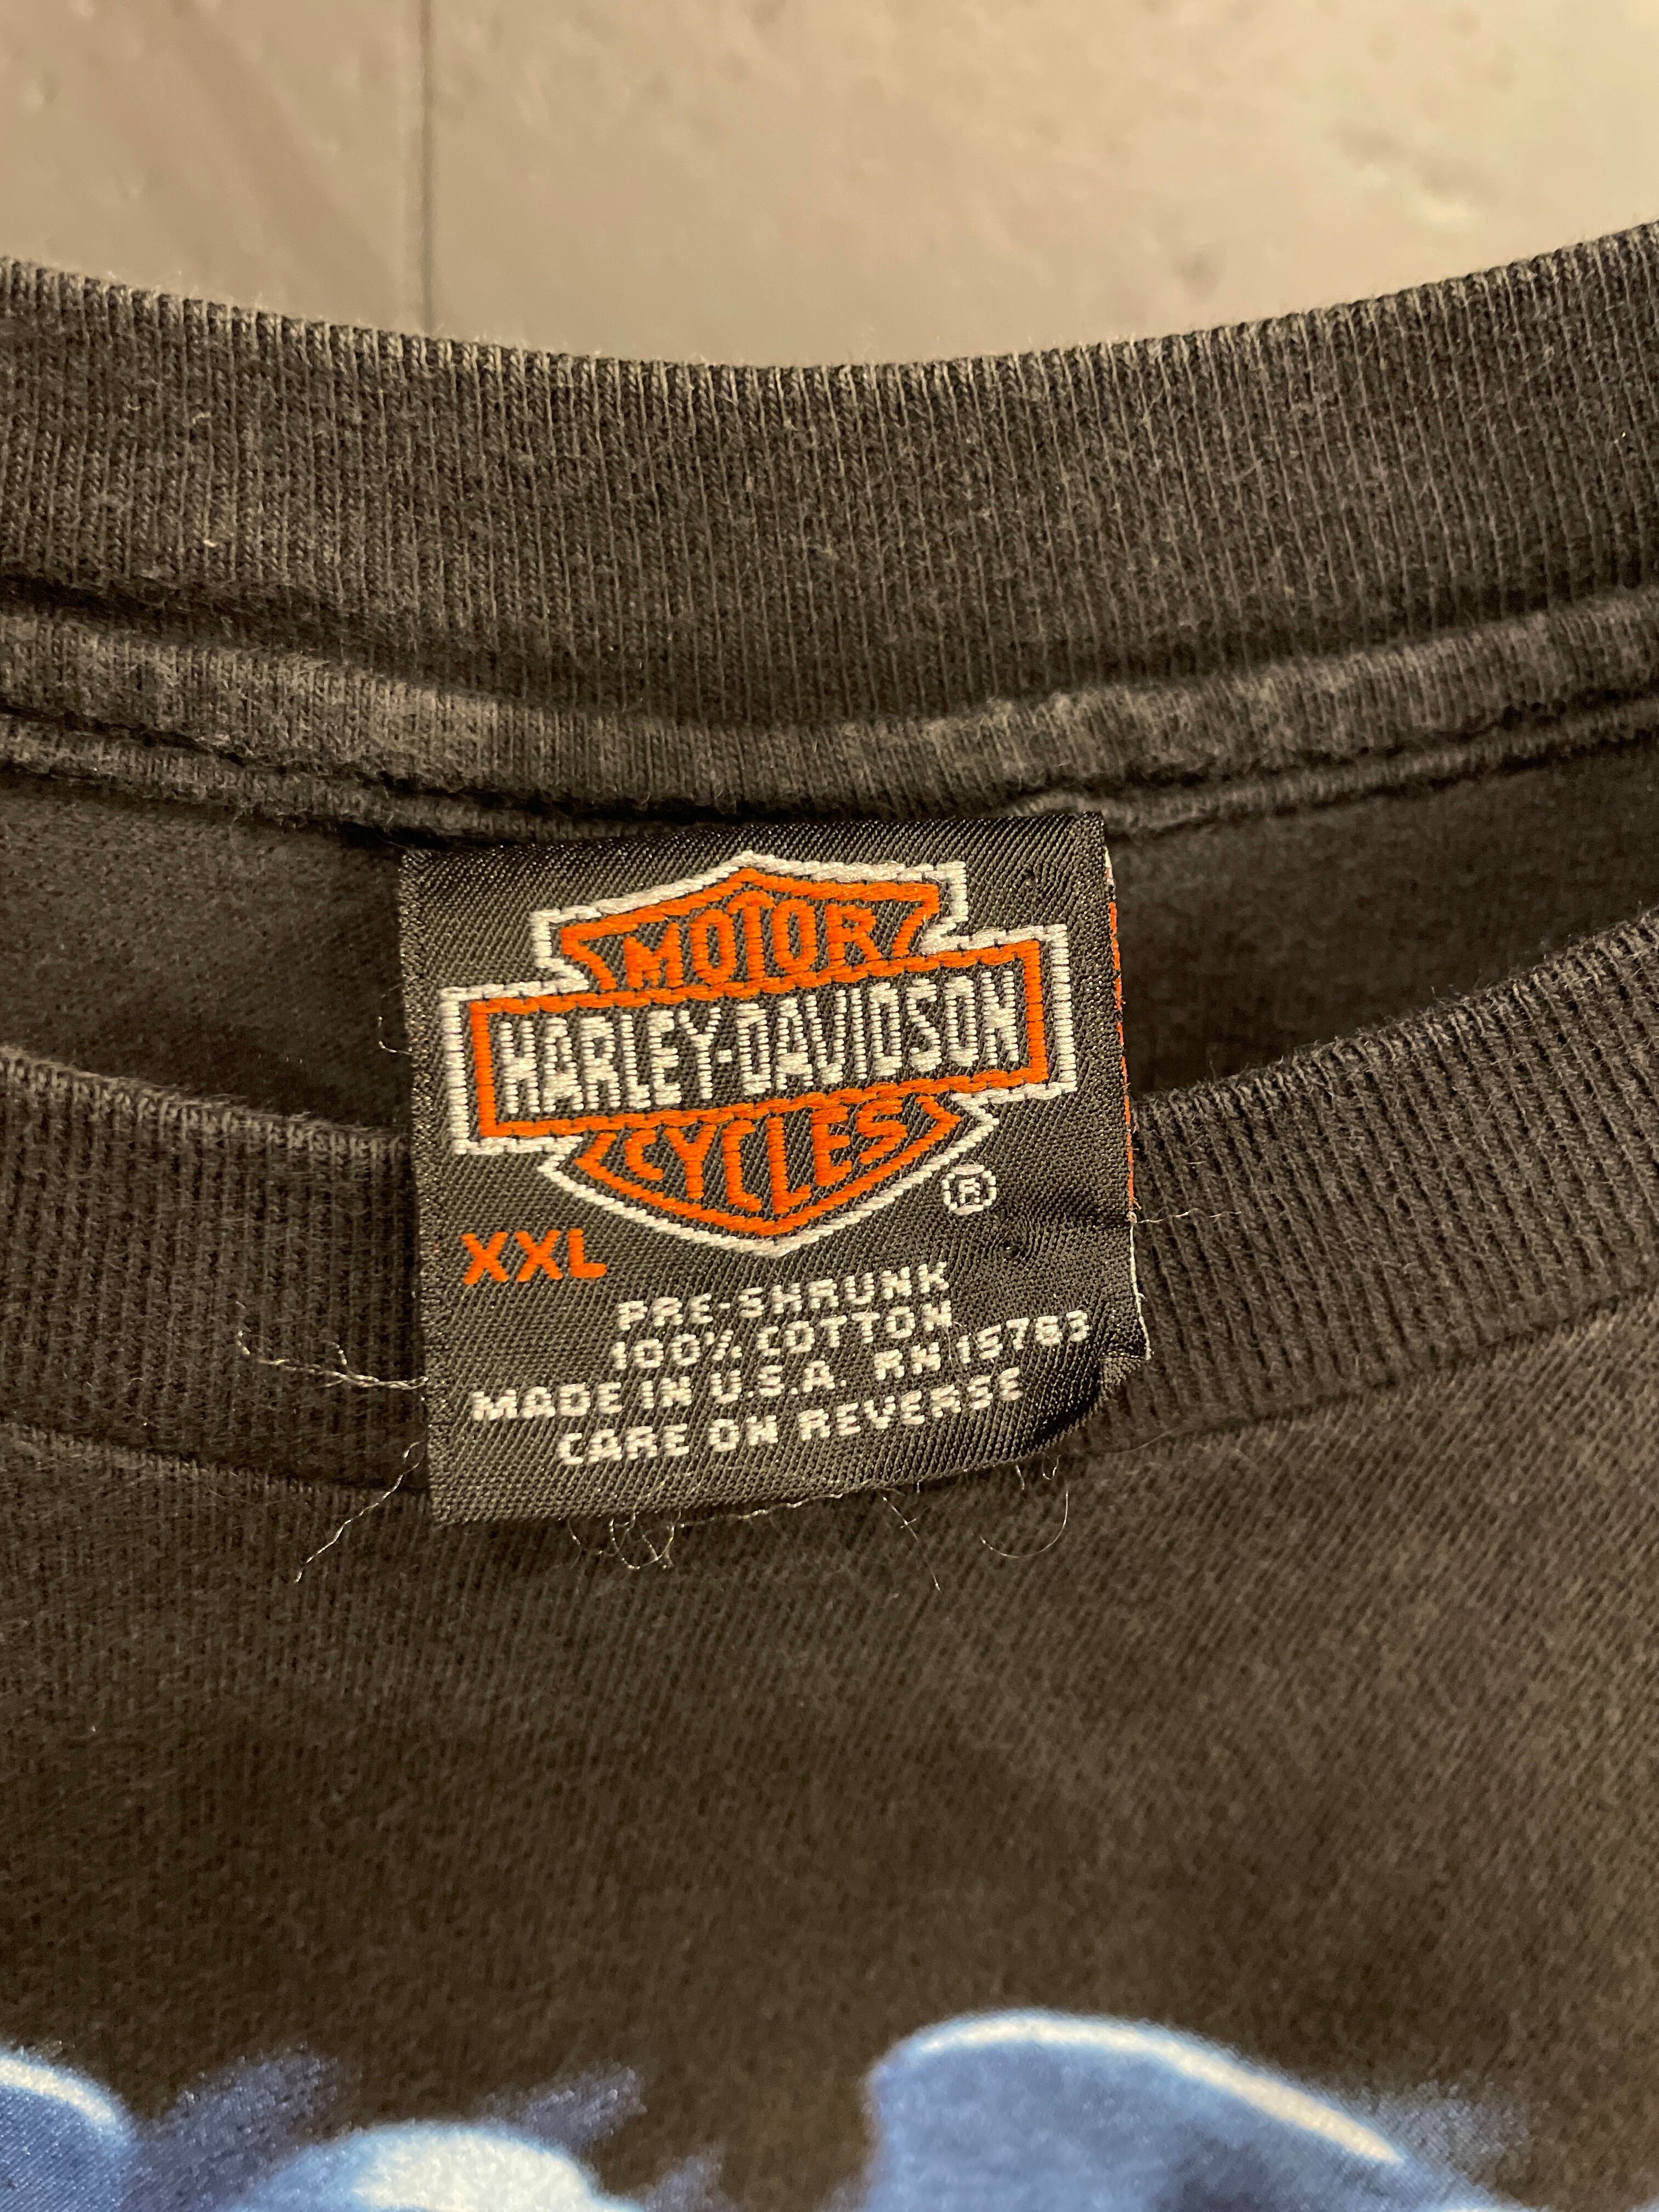 MOTOR
HARLEY-DAVIDSON
CYCLES
®
XXL
PRE-SHRUNK
100% COTTON
MADE IN U.S.A. RN 15763
CARE ON REVERSE